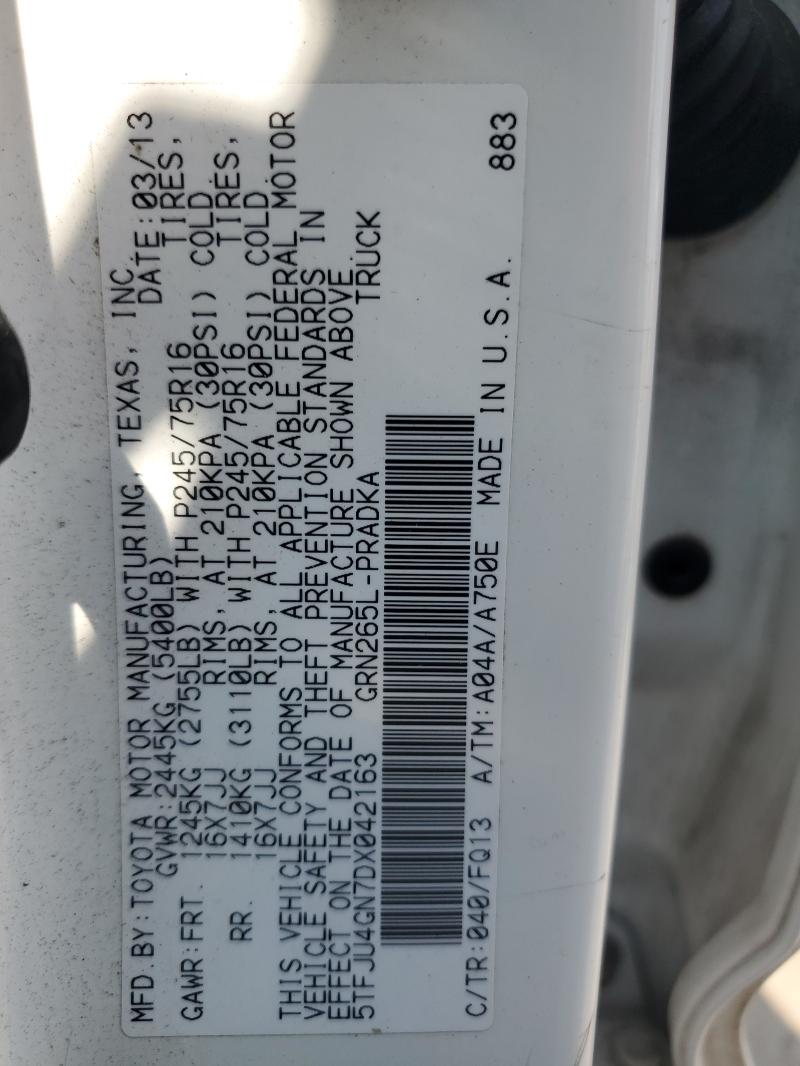 MFD.BY:TOYOTA MOTOR MANUFACTURING, TEXAS, INC.
GVWR:2445KG (5400LB) DATE:03/13
GAWR:FRT. 1245KG (2755LB) WITH P245/75R16 TIRES,
16X7JJ RIMS, AT 210KPA (30PSI) COLD
RR. 1410KG (3110LB) WITH P245/75R16 TIRES,
16X7JJ RIMS, AT 210KPA (30PSI) COLD
THIS VEHICLE CONFORMS TO ALL APPLICABLE FEDERAL MOTOR
VEHICLE SAFETY AND THEFT PREVENTION STANDARDS IN
EFFECT ON THE DATE OF MANUFACTURE SHOWN ABOVE.
5TFJU4GN7DX042163 GRN265L-PRADKA TRUCK
C/TR:040/FQ13 A/TM:A04A/A750E MADE IN U.S.A. 883